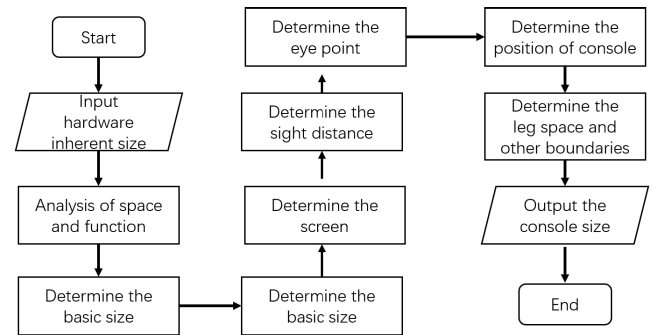 Start
Input
hardware
inherent size
Analysis of space
and function
Determine the
basic size
Determine the
basic size
Determine the
screen
Determine the
sight distance
Determine the
eye point
Determine the
position of console
Determine the
leg space and
other boundaries
Output the
console size
End